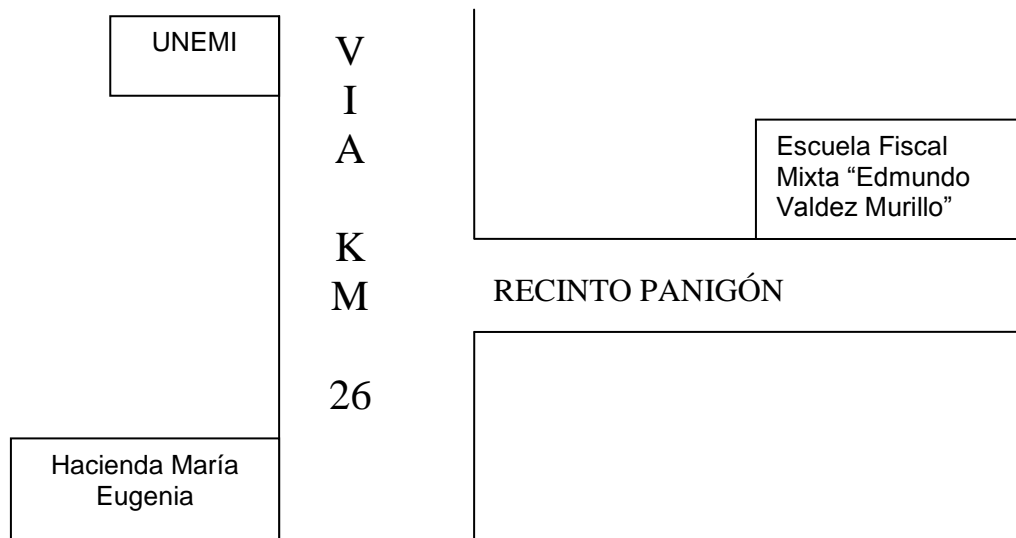 UNEMI
V
I
A
K
M
26
Escuela Fiscal
Mixta “Edmundo
Valdez Murillo”
RECINTO PANIGÓN
Hacienda María
Eugenia